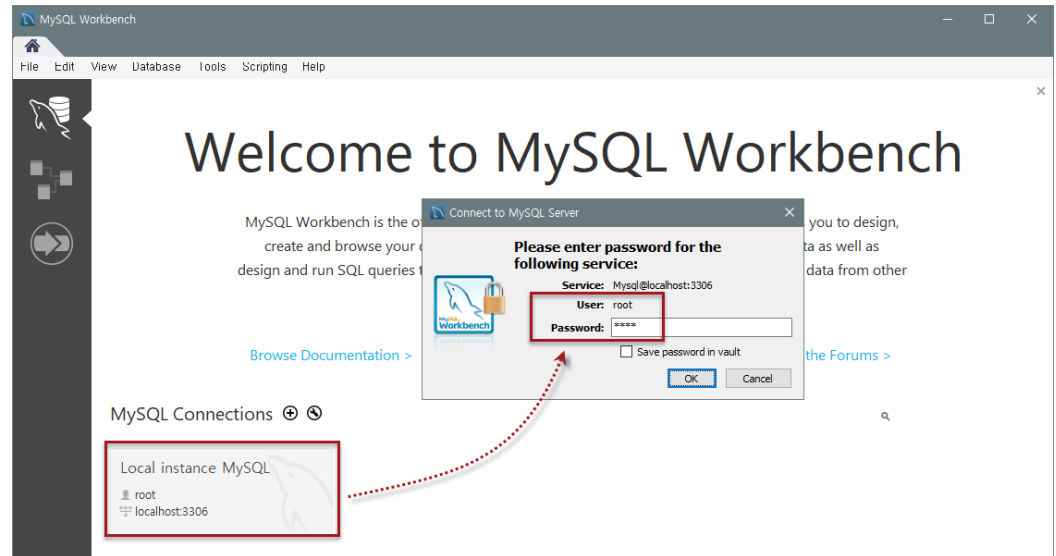 MySQL Workbench
File Edit View Database Tools Scripting Help
Welcome to MySQL Workbench
MySQL Workbench is the
you to design,
create and browse your
as well as
design and run SQL queries
data from other
Browse Documentation >
the Forums >
Connect to MySQL Server
Please enter password for the
following service:
Service: Mysql@localhost:3306
User: root
MySQL
Workbench
Password: ****
Save password in vault
OK Cancel
MySQL Connections
Local instance MySQL
root
localhost:3306